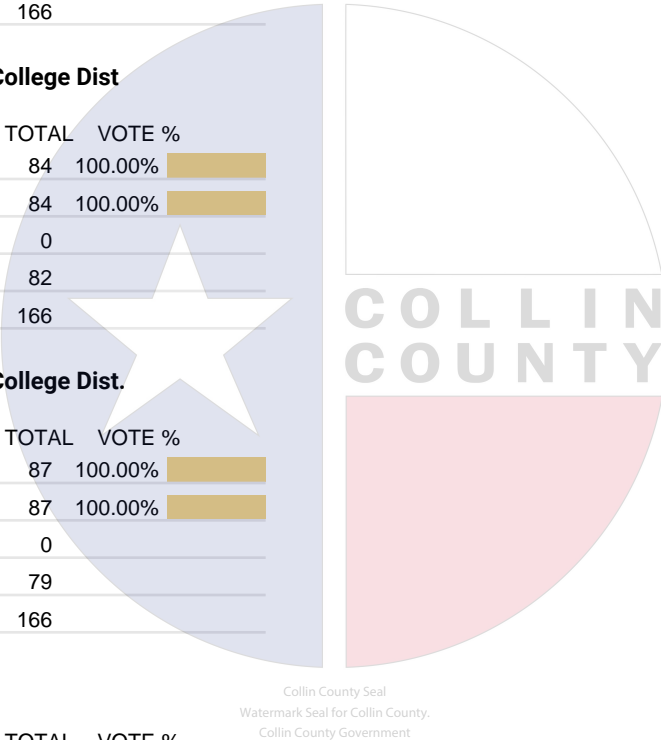 166
College Dist
TOTAL VOTE %
84 100.00%
84 100.00%
0
82
166
College Dist.
TOTAL VOTE %
87 100.00%
87 100.00%
0
79
166
TOTAL VOTE %
COLLIN
COUNTY
Collin County Seal
Watermark Seal for Collin County.
Collin County Government